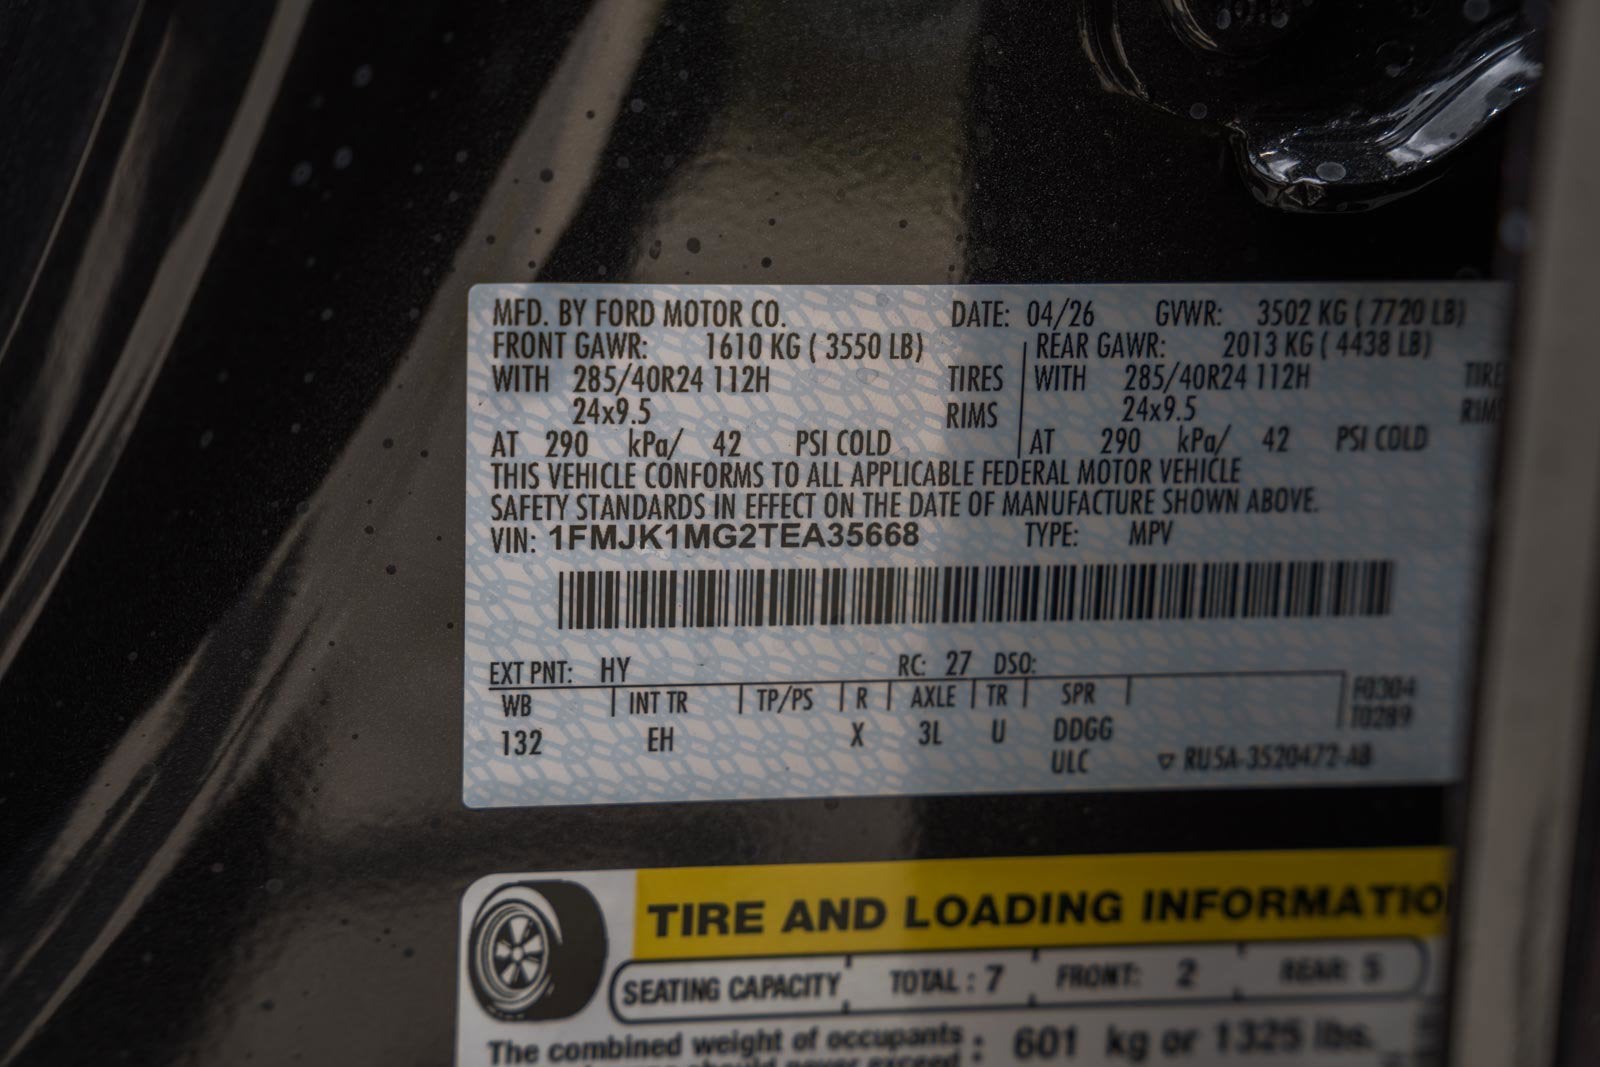 MFD. BY FORD MOTOR CO. DATE: 04/26 GVWR: 3502 KG ( 7720 LB)
FRONT GAWR: 1610 KG ( 3550 LB) REAR GAWR: 2013 KG ( 4438 LB)
WITH 285/40R24 112H TIRES WITH 285/40R24 112H TIRE
24x9.5 RIMS 24x9.5 RIMS
AT 290 kPa/ 42 PSI COLD AT 290 kPa/ 42 PSI COLD
THIS VEHICLE CONFORMS TO ALL APPLICABLE FEDERAL MOTOR VEHICLE
SAFETY STANDARDS IN EFFECT ON THE DATE OF MANUFACTURE SHOWN ABOVE.
VIN: 1FMJK1MG2TEA35668 TYPE: MPV
EXT PNT: HY RC: 27 DSO:
WB INT TR TP/PS R AXLE TR SPR F0304
T0289
132 EH X 3L U DDGG
ULC ▽ RU5A-3520472-AB
TIRE AND LOADING INFORMATIO
SEATING CAPACITY TOTAL : 7 FRONT: 2 REAR: 5
The combined weight of occupants : 601 kg or 1325 lbs.